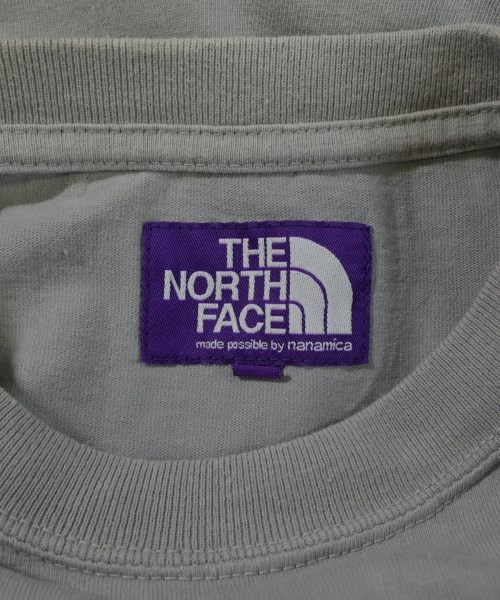 THE
NORTH
FACE
made possible by nanamica